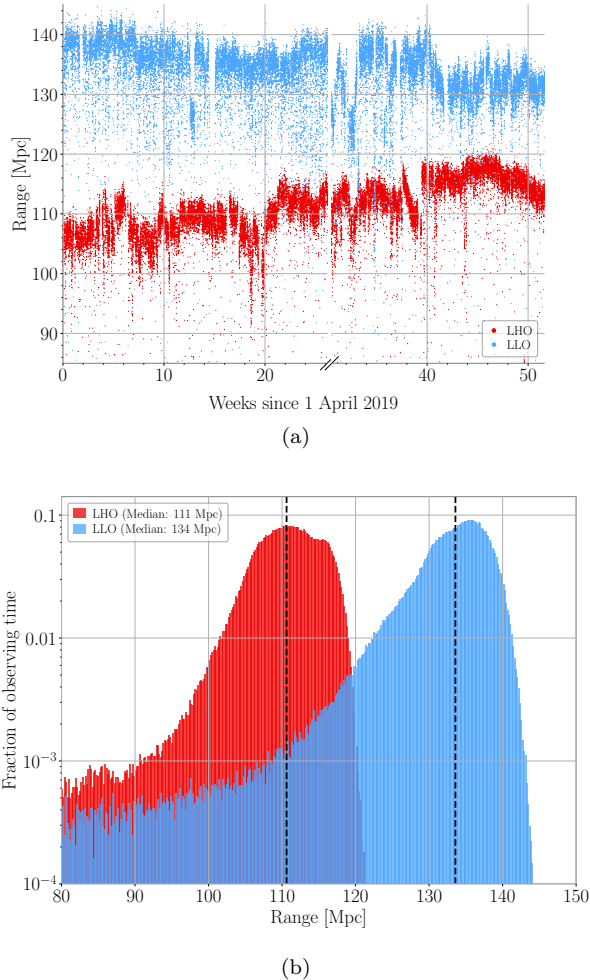 140
130
120
110
100
90
Range [Mpc]
LHO
LLO
0 10 20 40 50
Weeks since 1 April 2019
(a)
LHO (Median: 111 Mpc)
LLO (Median: 134 Mpc)
0.1
0.01
10⁻³
10⁻⁴
Fraction of observing time
80 90 100 110 120 130 140 150
Range [Mpc]
(b)